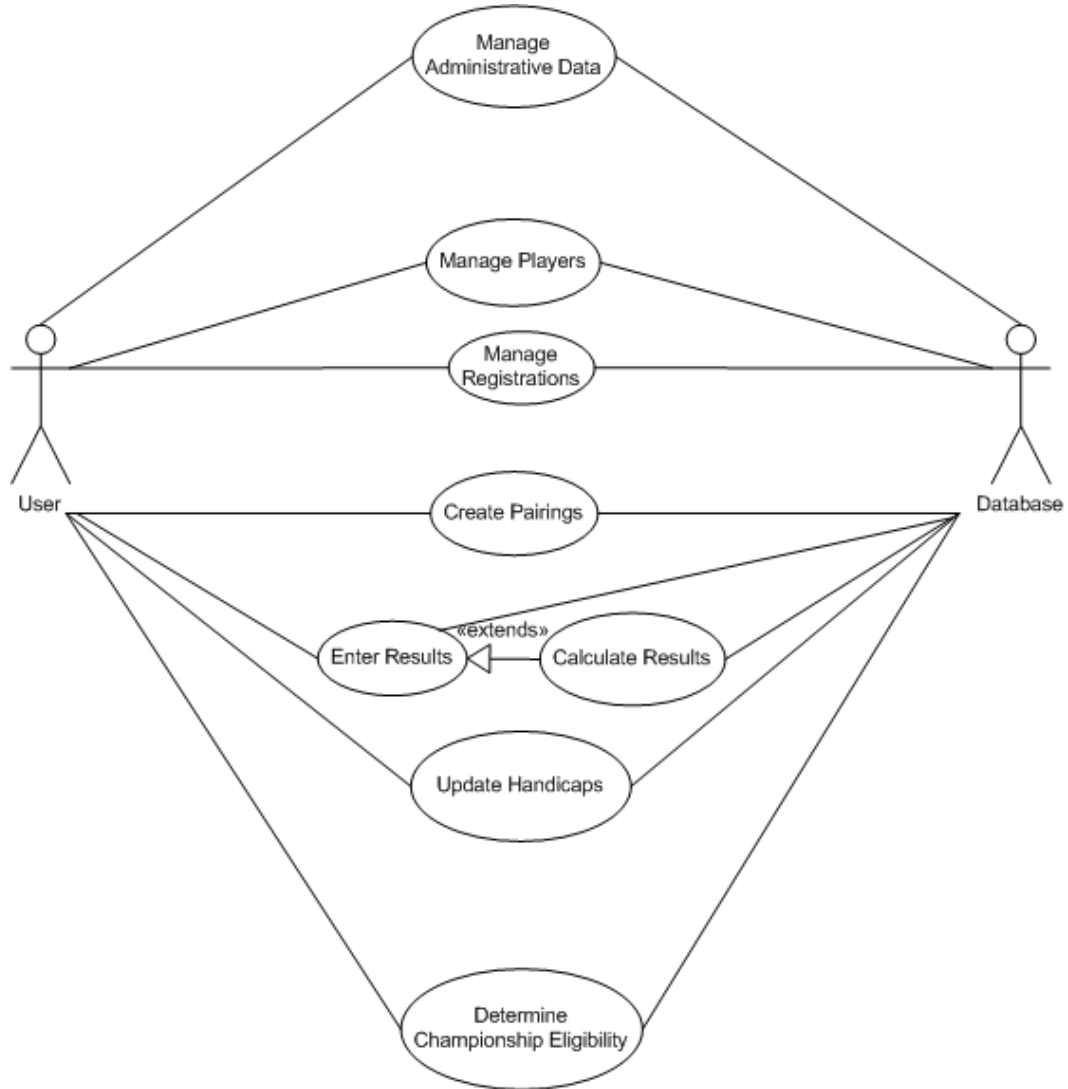 Manage
Administrative Data
Manage Players
Manage
Registrations
User
Database
Create Pairings
«extends»
Enter Results
Calculate Results
Update Handicaps
Determine
Championship Eligibility